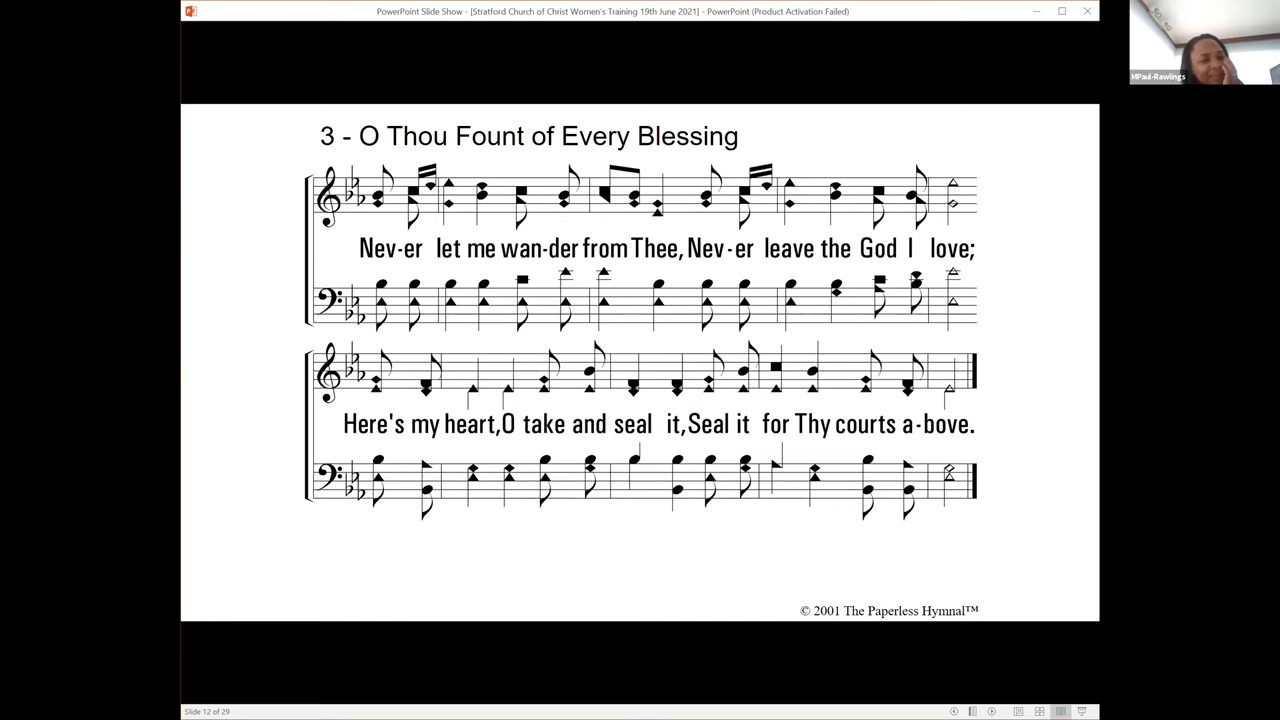 PowerPoint Slide Show - [Stratford Church of Christ Women's Training 19th June 2021] - PowerPoint (Product Activation Failed)
MPaul-Rawlings
3 - O Thou Fount of Every Blessing
Nev-er let me wan-der from Thee, Nev-er leave the God I love;
Here's my heart, O take and seal it, Seal it for Thy courts a-bove.
© 2001 The Paperless Hymnal™
Slide 12 of 29